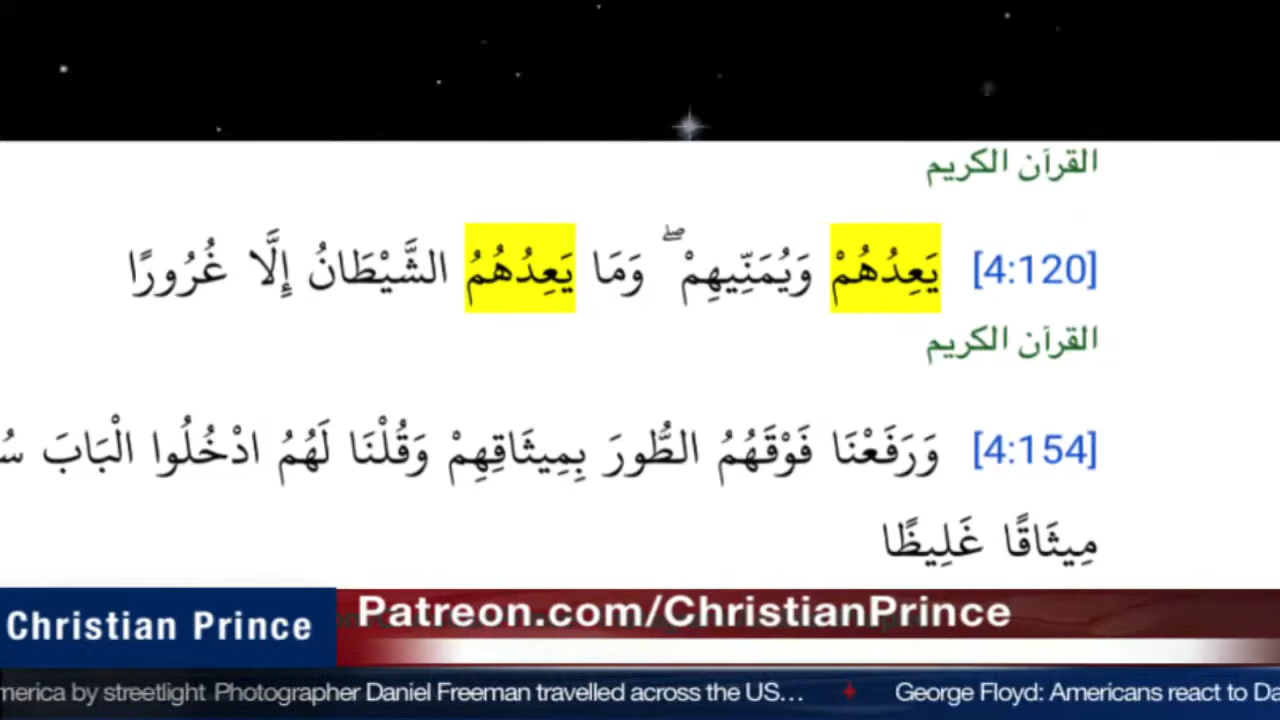 القرآن الكريم
[4:120] يَعِدُهُمْ وَيُمَنِّيهِمْ ۖ وَمَا يَعِدُهُمُ الشَّيْطَانُ إِلَّا غُرُورًا
القرآن الكريم
[4:154] وَرَفَعْنَا فَوْقَهُمُ الطُّورَ بِمِيثَاقِهِمْ وَقُلْنَا لَهُمُ ادْخُلُوا الْبَابَ
مِيثَاقًا غَلِيظًا
Christian Prince
Patreon.com/ChristianPrince
merica by streetlight Photographer Daniel Freeman travelled across the US... George Floyd: Americans react to